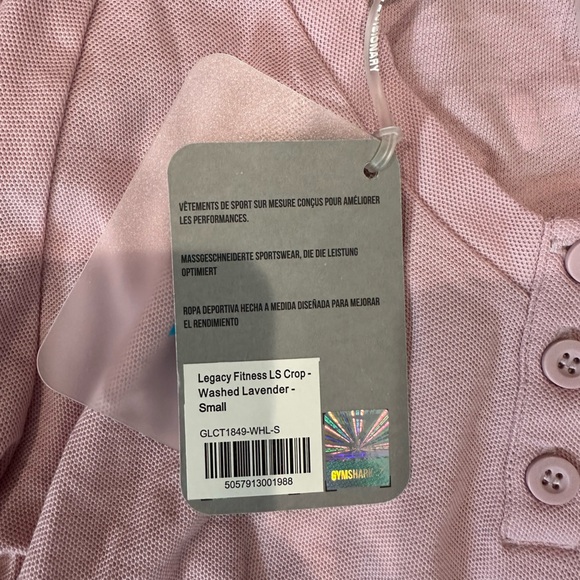 VISIONARY
VÊTEMENTS DE SPORT SUR MESURE CONÇUS POUR AMÉLIORER
LES PERFORMANCES.
MASSGESCHNEIDERTE SPORTSWEAR, DIE DIE LEISTUNG
OPTIMIERT
ROPA DEPORTIVA HECHA A MEDIDA DISEÑADA PARA MEJORAR
EL RENDIMIENTO
Legacy Fitness LS Crop -
Washed Lavender -
Small
GLCT1849-WHL-S
5057913001988
GYMSHARK